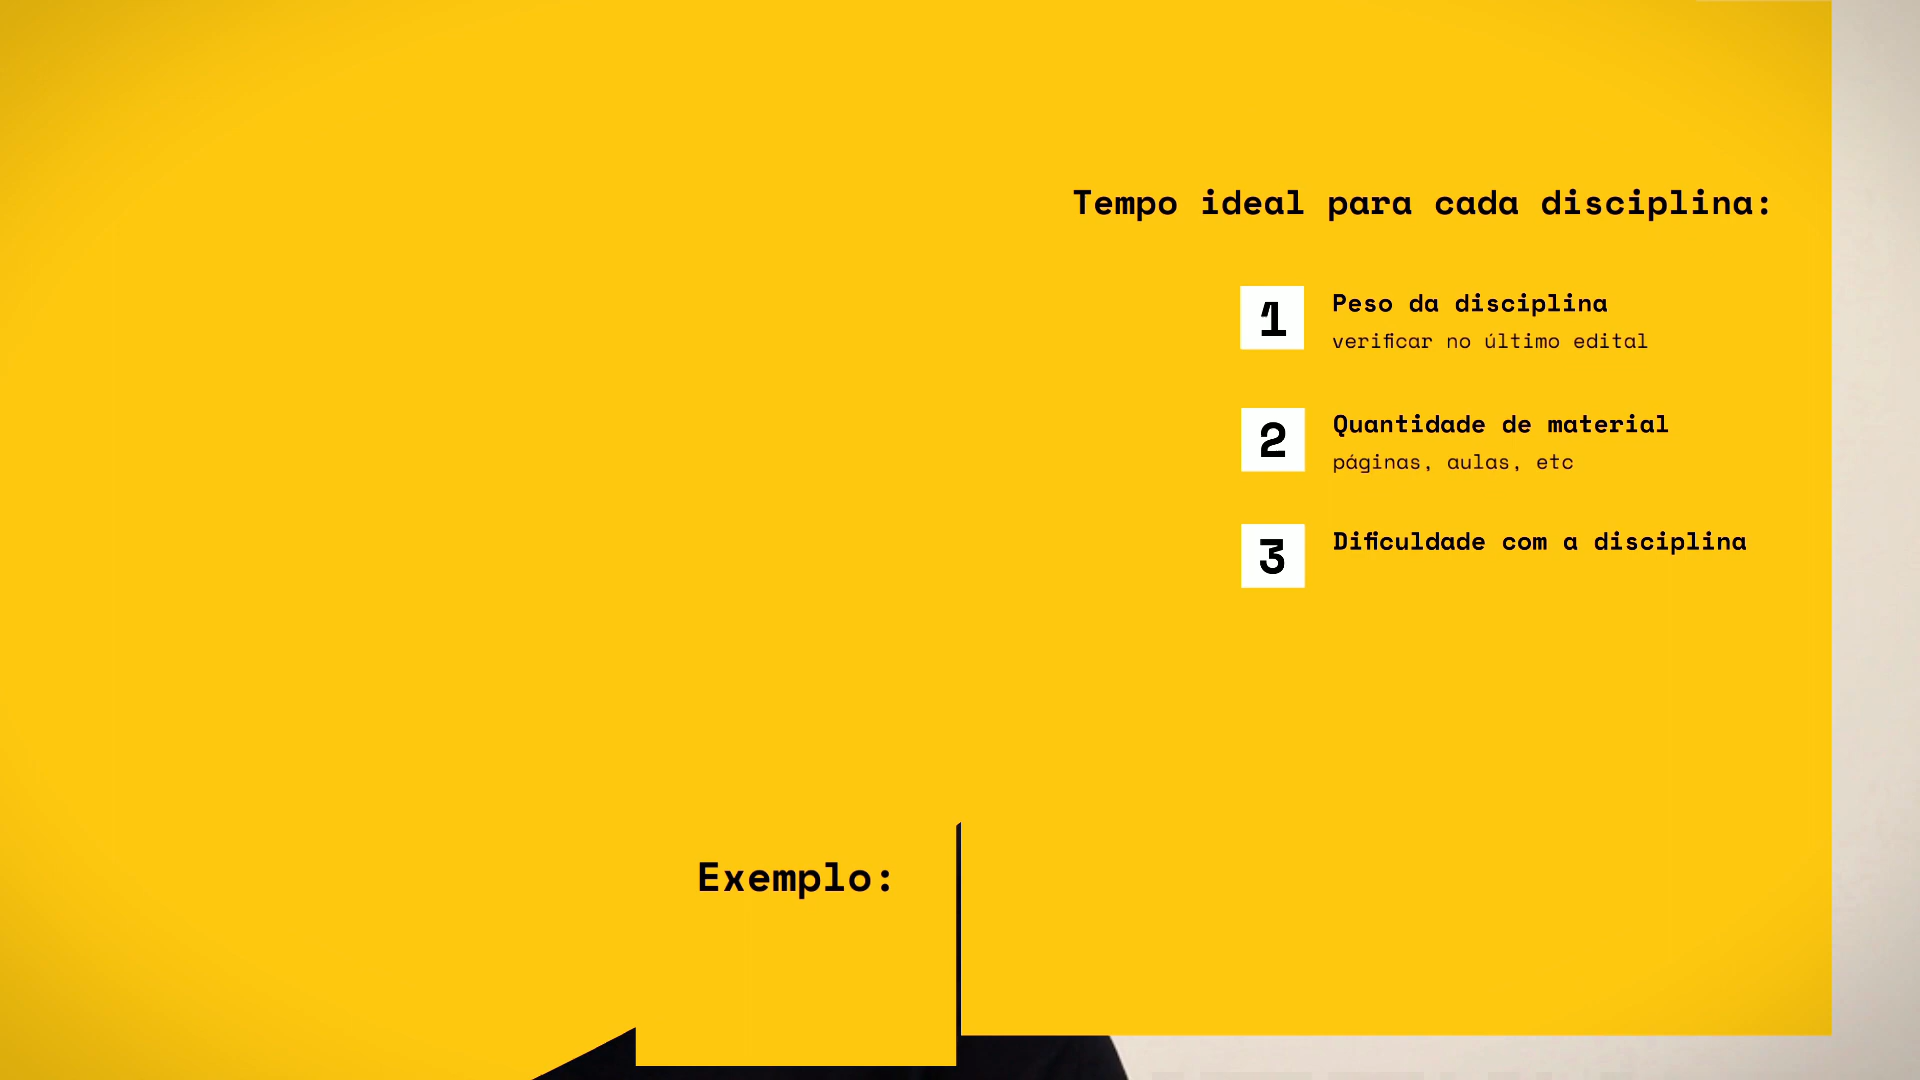 Tempo ideal para cada disciplina:
1 Peso da disciplina
verificar no último edital
2 Quantidade de material
páginas, aulas, etc
3 Dificuldade com a disciplina
Exemplo: